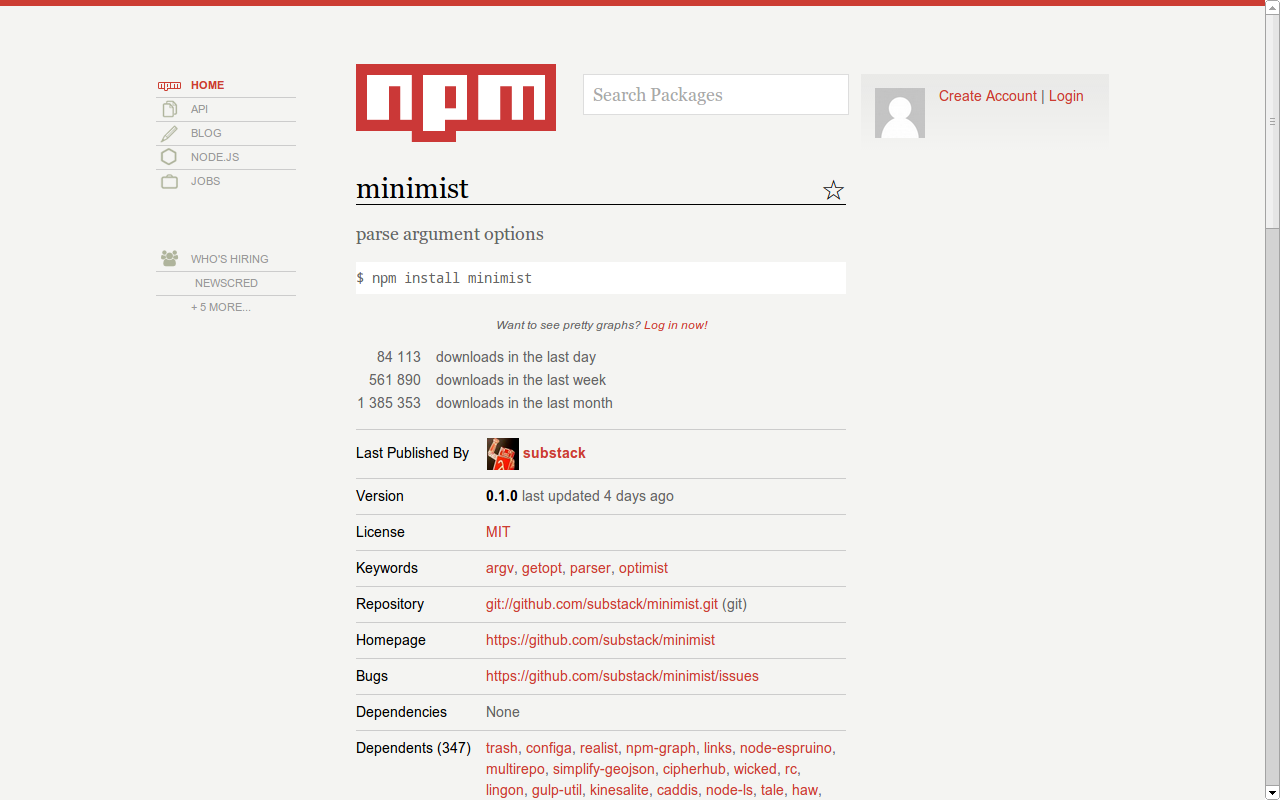 npm
HOME
API
BLOG
NODE.JS
JOBS
WHO'S HIRING
NEWSCRED
+ 5 MORE...
npm
Search Packages
Create Account | Login
minimist
parse argument options
$ npm install minimist
Want to see pretty graphs? Log in now!
84 113 downloads in the last day
561 890 downloads in the last week
1 385 353 downloads in the last month
Last Published By substack
Version 0.1.0 last updated 4 days ago
License MIT
Keywords argv, getopt, parser, optimist
Repository git://github.com/substack/minimist.git (git)
Homepage https://github.com/substack/minimist
Bugs https://github.com/substack/minimist/issues
Dependencies None
Dependents (347) trash, configa, realist, npm-graph, links, node-espruino,
multirepo, simplify-geojson, cipherhub, wicked, rc,
lingon, gulp-util, kinesalite, caddis, node-ls, tale, haw,